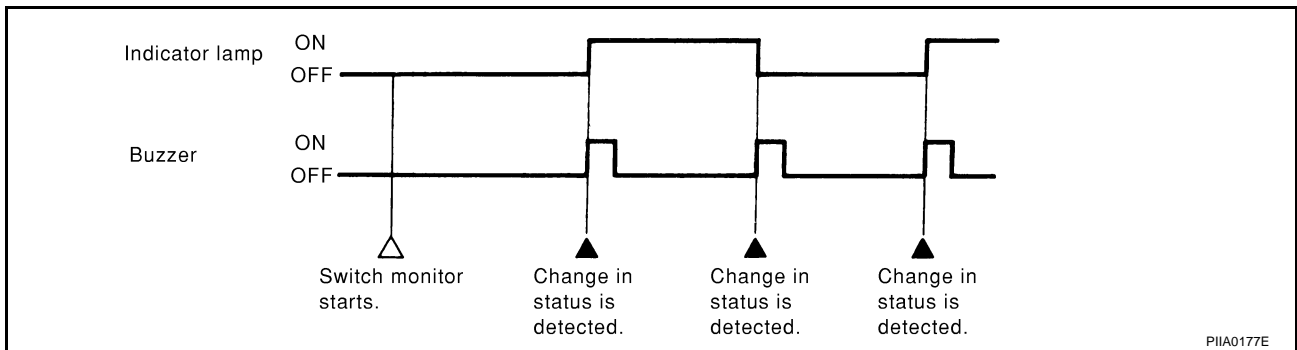 Indicator lamp
ON
OFF
Buzzer
ON
OFF
Switch monitor
starts.
Change in
status is
detected.
Change in
status is
detected.
Change in
status is
detected.
PIIA0177E